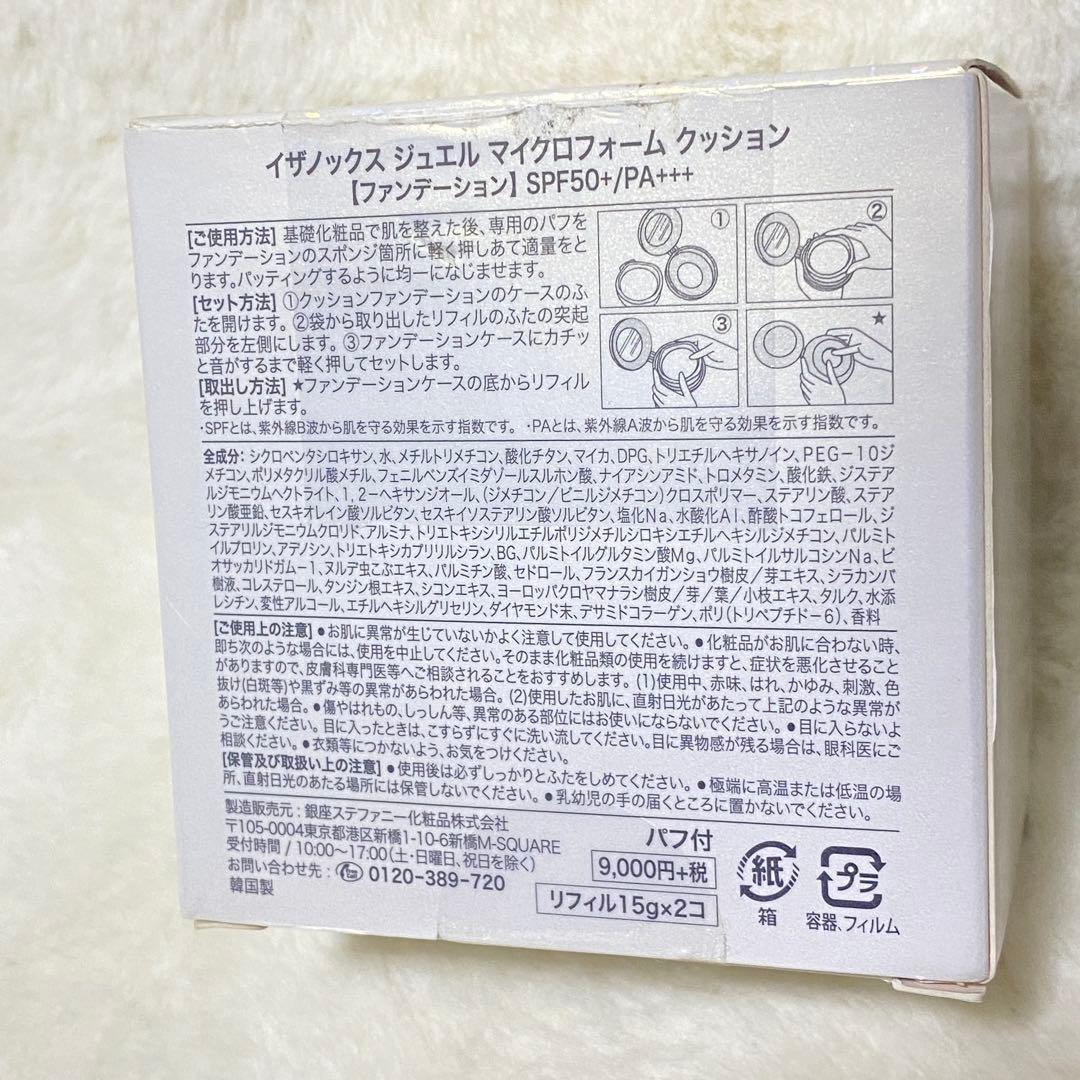 イザノックス ジュエル マイクロフォーム クッション
【ファンデーション】SPF50+/PA+++
[ご使用方法] 基礎化粧品で肌を整えた後、専用のパフを
ファンデーションのスポンジ箇所に軽く押しあて適量をと
ります。パッティングするように均一になじませます。
[セット方法] ①クッションファンデーションのケースのふ
たを開けます。②袋から取り出したリフィルのふたの突起
部分を左側にします。③ファンデーションケースにカチッ
と音がするまで軽く押してセットします。
[取出し方法] ★ファンデーションケースの底からリフィル
を押し上げます。
①
②
③
★
・SPFとは、紫外線B波から肌を守る効果を示す指数です。・PAとは、紫外線A波から肌を守る効果を示す指数です。
全成分：シクロペンタシロキサン、水、メチルトリメチコン、酸化チタン、マイカ、DPG、トリエチルヘキサノイン、PEG-10ジ
メチコン、ポリメタクリル酸メチル、フェニルベンズイミダゾールスルホン酸、ナイアシンアミド、トロメタミン、酸化鉄、ジステア
ルジモニウムヘクトライト、1,2-ヘキサンジオール、(ジメチコン/ビニルジメチコン)クロスポリマー、ステアリン酸、ステア
リン酸亜鉛、セスキオレイン酸ソルビタン、セスキイソステアリン酸ソルビタン、塩化Na、水酸化Al、酢酸トコフェロール、ジ
ステアリルジモニウムクロリド、アルミナ、トリエトキシシリルエチルポリジメチルシロキシエチルヘキシルジメチコン、パルミト
イルプロリン、アデノシン、トリエトキシカプリリルシラン、BG、パルミトイルグルタミン酸Mg、パルミトイルサルコシンNa、ビ
オサッカリドガム-1、ヌルデ虫こぶエキス、パルミチン酸、セドロール、フランスカイガンショウ樹皮/芽エキス、シラカンバ
樹液、コレステロール、タンジン根エキス、シコンエキス、ヨーロッパクロヤマナラシ樹皮/芽/葉/小枝エキス、タルク、水添
レシチン、変性アルコール、エチルヘキシルグリセリン、ダイヤモンド末、デサミドコラーゲン、ポリ(トリペプチド-6)、香料
[ご使用上の注意] ●お肌に異常が生じていないかよく注意して使用してください。●化粧品がお肌に合わない時、
即ち次のような場合には、使用を中止してください。そのまま化粧品類の使用を続けますと、症状を悪化させること
がありますので、皮膚科専門医等へご相談されることをおすすめします。(1)使用中、赤味、はれ、かゆみ、刺激、色
抜け(白斑等)や黒ずみ等の異常があらわれた場合。(2)使用したお肌に、直射日光があたって上記のような異常が
あらわれた場合。●傷やはれもの、しっしん等、異常のある部位にはお使いにならないでください。●目に入らないよ
うご注意ください。目に入ったときは、こすらずにすぐに洗い流してください。目に異物感が残る場合は、眼科医にご
相談ください。●衣類等につかないよう、お気をつけください。
[保管及び取扱い上の注意] ●使用後は必ずしっかりとふたをしめてください。●極端に高温または低温の場
所、直射日光のあたる場所には保管しないでください。●乳幼児の手の届くところに置かないでください。
製造販売元：銀座ステファニー化粧品株式会社
〒105-0004東京都港区新橋1-10-6新橋M-SQUARE
受付時間 / 10:00〜17:00(土・日曜日、祝日を除く)
お問い合わせ先： 0120-389-720
韓国製
パフ付
9,000円+税
リフィル15g×2コ
紙
箱
プラ
容器、フィルム